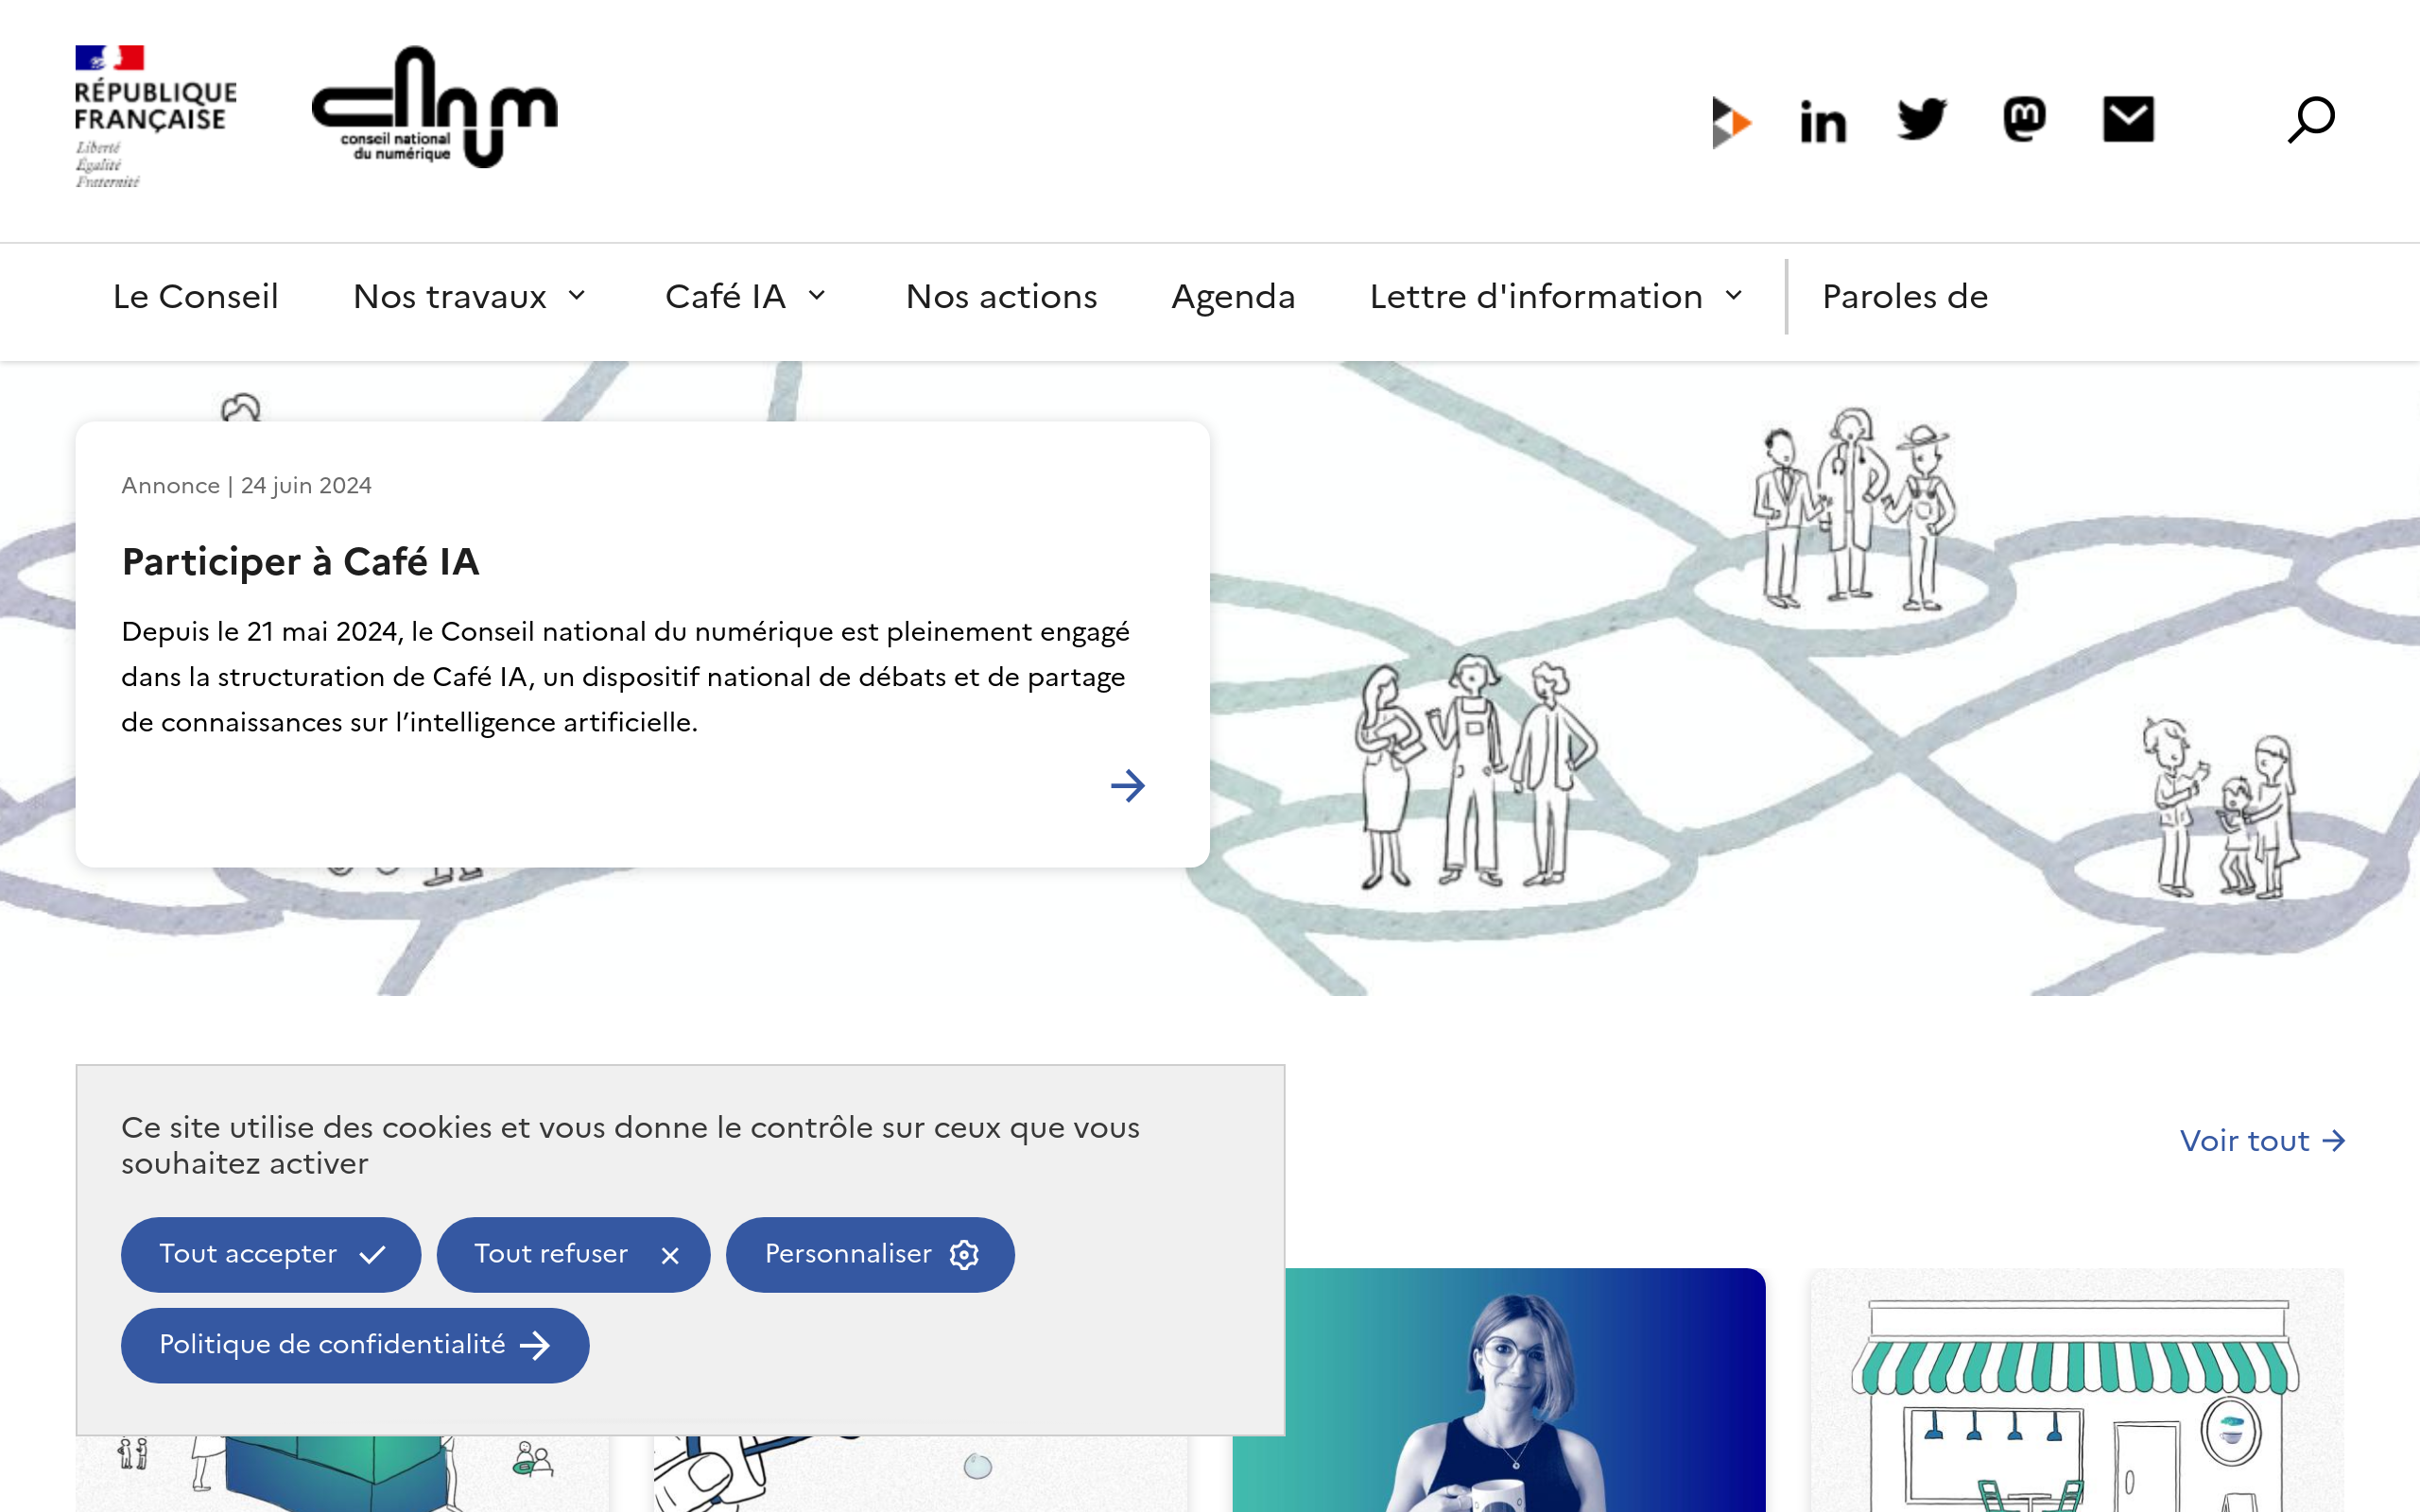 RÉPUBLIQUE
FRANÇAISE
Liberté
Égalité
Fraternité
cnnum
conseil national
du numérique
in
m
Le Conseil
Nos travaux
Café IA
Nos actions
Agenda
Lettre d'information
Paroles de
Annonce | 24 juin 2024
Participer à Café IA
Depuis le 21 mai 2024, le Conseil national du numérique est pleinement engagé
dans la structuration de Café IA, un dispositif national de débats et de partage
de connaissances sur l’intelligence artificielle.
Ce site utilise des cookies et vous donne le contrôle sur ceux que vous
souhaitez activer
Voir tout
Tout accepter
Tout refuser
Personnaliser
Politique de confidentialité